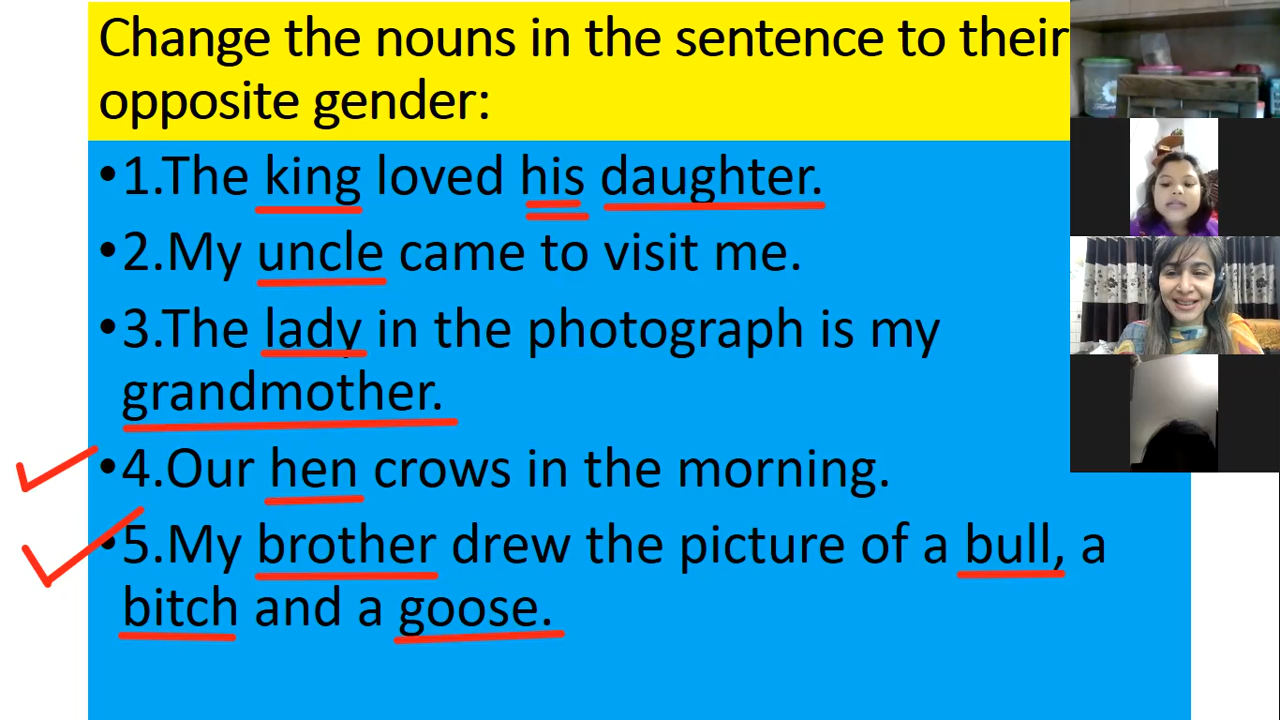 Change the nouns in the sentence to their
opposite gender:
•1.The king loved his daughter.
•2.My uncle came to visit me.
•3.The lady in the photograph is my
grandmother.
•4.Our hen crows in the morning.
•5.My brother drew the picture of a bull, a
bitch and a goose.